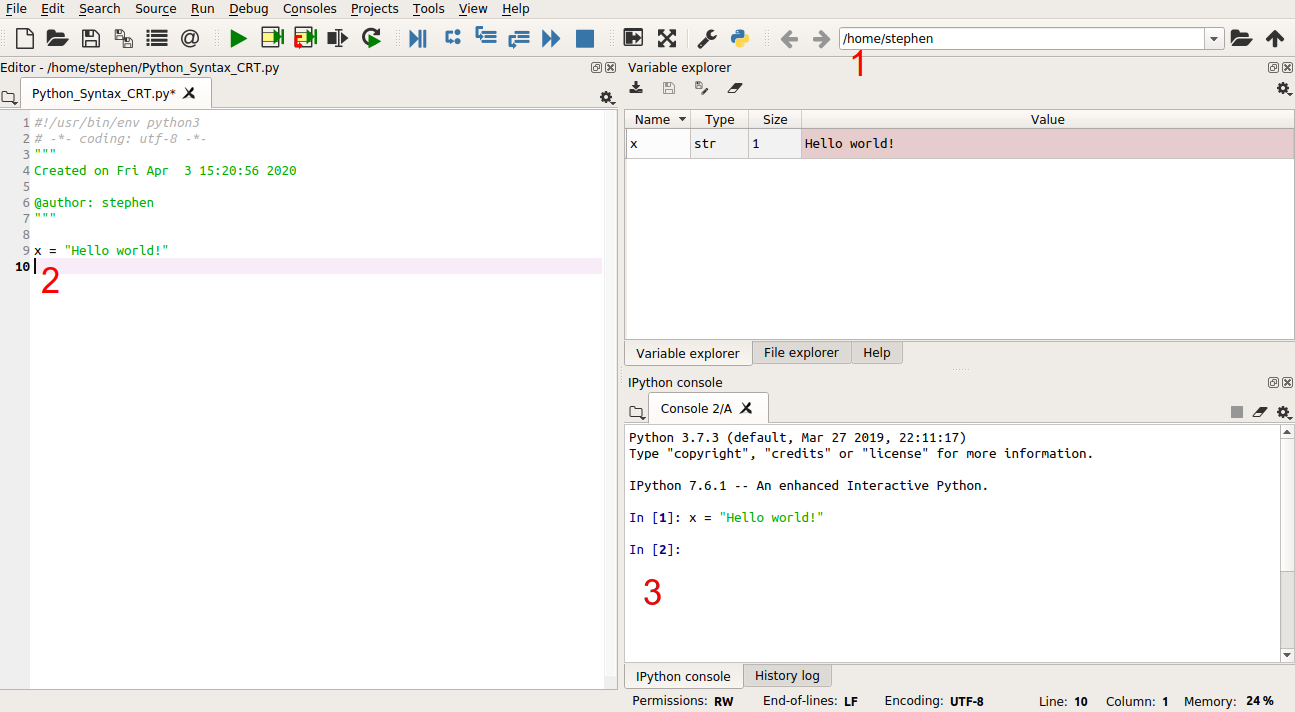 File Edit Search Source Run Debug Consoles Projects Tools View Help
@
/home/stephen
1
Editor - /home/stephen/Python_Syntax_CRT.py
Python_Syntax_CRT.py*
1 #!/usr/bin/env python3
2 # -*- coding: utf-8 -*-
3 """
4 Created on Fri Apr  3 15:20:56 2020
5
6 @author: stephen
7 """
8
9 x = "Hello world!"
10
2
Variable explorer
Name Type Size Value
x str 1 Hello world!
Variable explorer File explorer Help
IPython console
Console 2/A
Python 3.7.3 (default, Mar 27 2019, 22:11:17)
Type "copyright", "credits" or "license" for more information.
IPython 7.6.1 -- An enhanced Interactive Python.
In [1]: x = "Hello world!"
In [2]:
3
IPython console History log
Permissions: RW End-of-lines: LF Encoding: UTF-8 Line: 10 Column: 1 Memory: 24 %